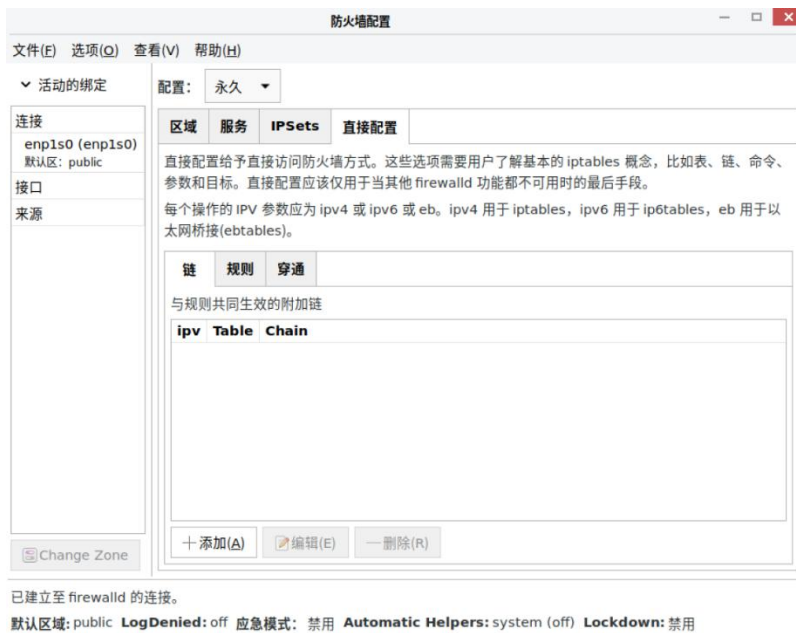 防火墙配置
文件(F) 选项(O) 查看(V) 帮助(H)
活动的绑定
连接
enp1s0 (enp1s0)
默认区: public
接口
来源
Change Zone
配置： 永久
区域 服务 IPSets 直接配置
直接配置给予直接访问防火墙方式。这些选项需要用户了解基本的 iptables 概念，比如表、链、命令、
参数和目标。直接配置应该仅用于当其他 firewalld 功能都不可用时的最后手段。
每个操作的 IPV 参数应为 ipv4 或 ipv6 或 eb。ipv4 用于 iptables，ipv6 用于 ip6tables，eb 用于以
太网桥接(ebtables)。
链 规则 穿通
与规则共同生效的附加链
ipv Table Chain
添加(A) 编辑(E) 删除(R)
已建立至 firewalld 的连接。
默认区域: public LogDenied: off 应急模式： 禁用 Automatic Helpers: system (off) Lockdown: 禁用